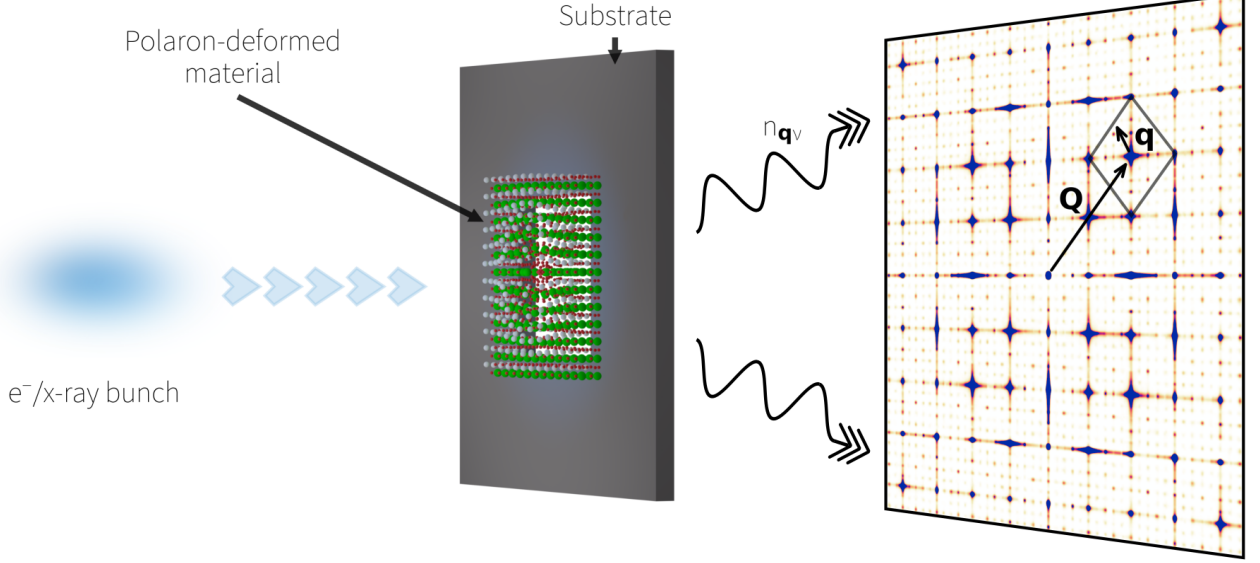 Substrate
Polaron-deformed
material
n𝐪ν
𝐪
𝐐
e⁻/x-ray bunch